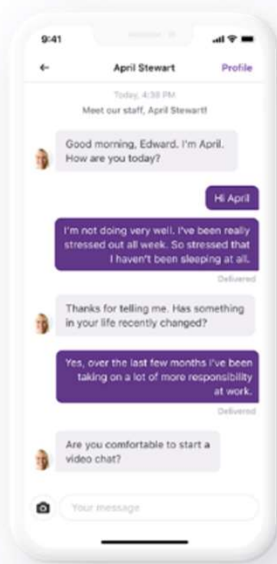 9:41
April Stewart
Profile
Today, 4:38 PM
Meet our staff, April Stewart!
Good morning, Edward. I'm April.
How are you today?
Hi April
I'm not doing very well. I've been really
stressed out all week. So stressed that
I haven't been sleeping at all.
Delivered
Thanks for telling me. Has something
in your life recently changed?
Yes, over the last few months I've been
taking on a lot of more responsibility
at work.
Delivered
Are you comfortable to start a
video chat?
Your message